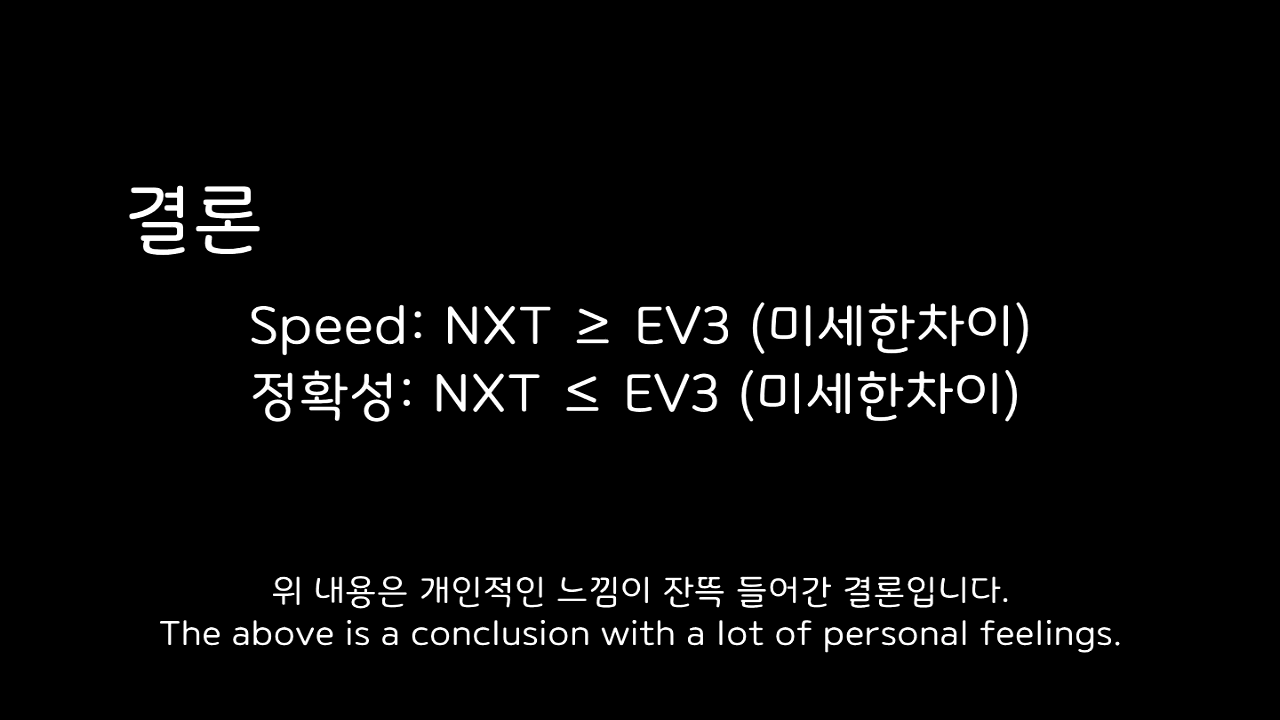 결론
Speed: NXT ≥ EV3 (미세한차이)
정확성: NXT ≤ EV3 (미세한차이)
위 내용은 개인적인 느낌이 잔뜩 들어간 결론입니다.
The above is a conclusion with a lot of personal feelings.